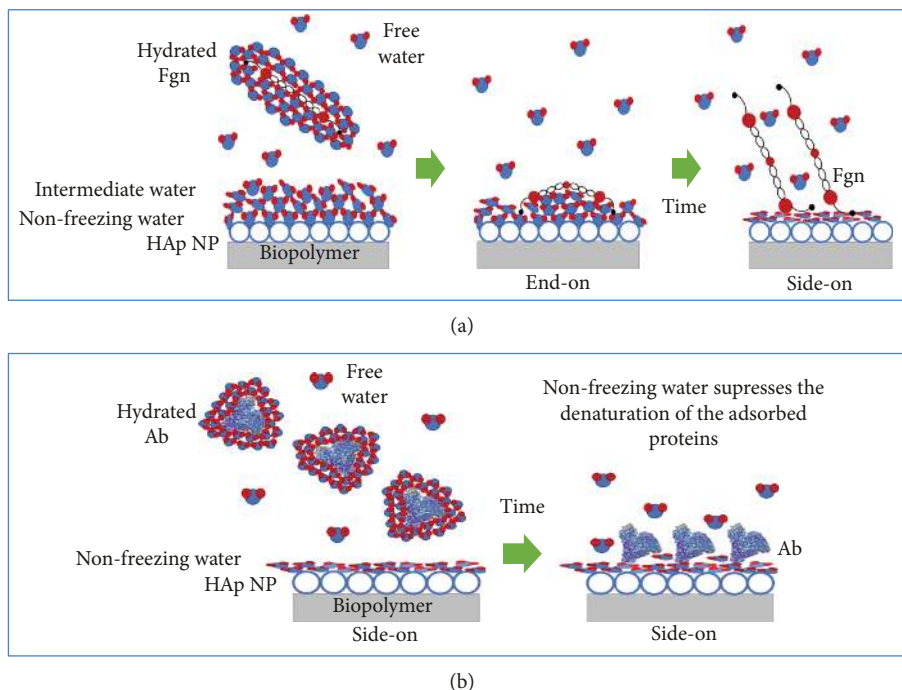 Hydrated
Fgn
Free
water
Intermediate water
Non-freezing water
HAp NP
Biopolymer
End-on
Time
Fgn
Side-on
(a)
Hydrated
Ab
Free
water
Non-freezing water supresses the
denaturation of the adsorbed
proteins
Time
Ab
Non-freezing water
HAp NP
Biopolymer
Side-on
Side-on
(b)